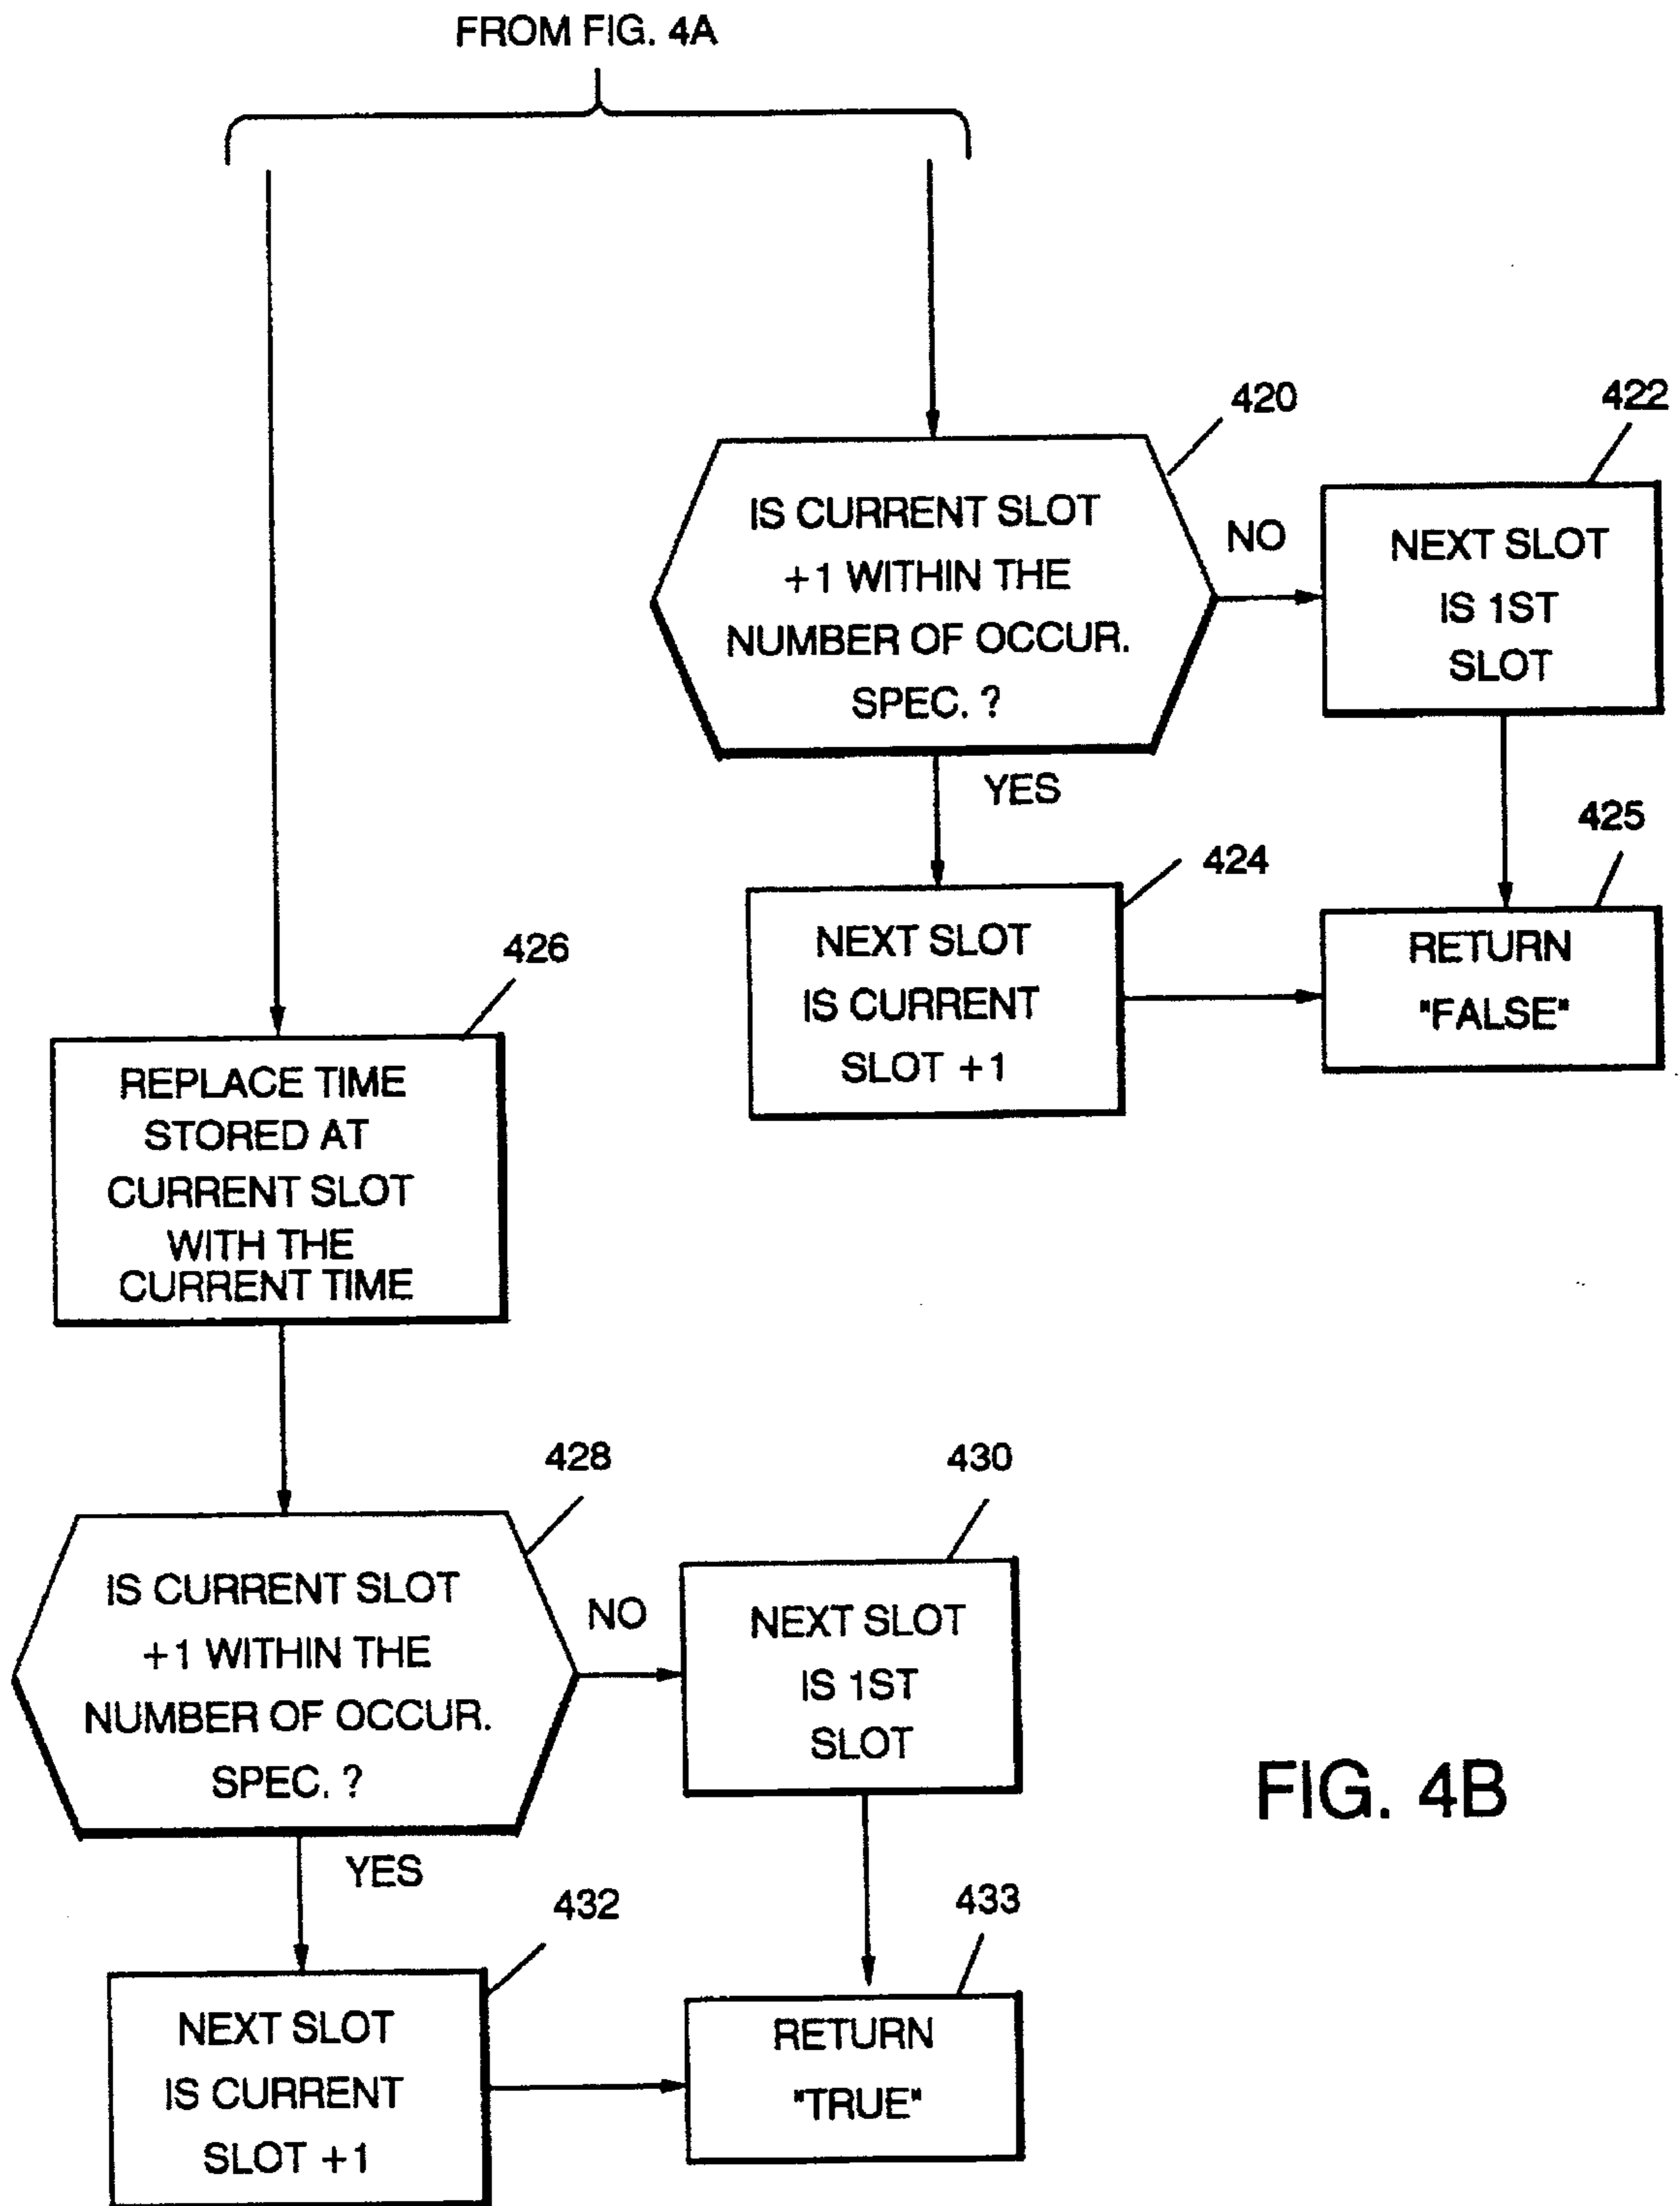 FROM FIG. 4A
420
IS CURRENT SLOT
+1 WITHIN THE
NUMBER OF OCCUR.
SPEC. ?
NO
YES
422
NEXT SLOT
IS 1ST
SLOT
424
NEXT SLOT
IS CURRENT
SLOT +1
425
RETURN
"FALSE"
426
REPLACE TIME
STORED AT
CURRENT SLOT
WITH THE
CURRENT TIME
428
IS CURRENT SLOT
+1 WITHIN THE
NUMBER OF OCCUR.
SPEC. ?
NO
YES
430
NEXT SLOT
IS 1ST
SLOT
432
NEXT SLOT
IS CURRENT
SLOT +1
433
RETURN
"TRUE"
FIG. 4B